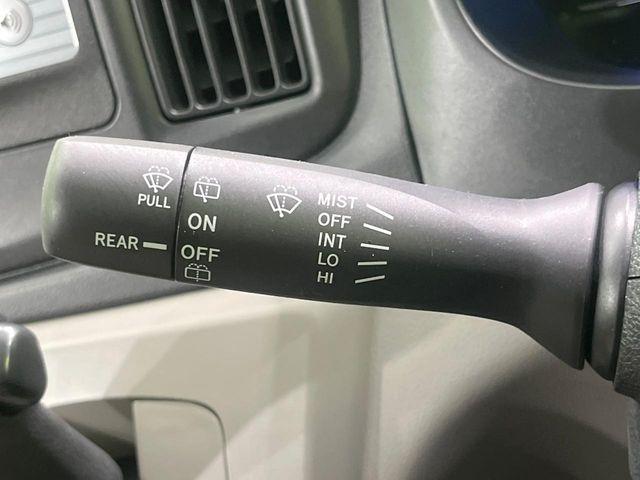 PULL
REAR
ON
OFF
MIST
OFF
INT
LO
HI